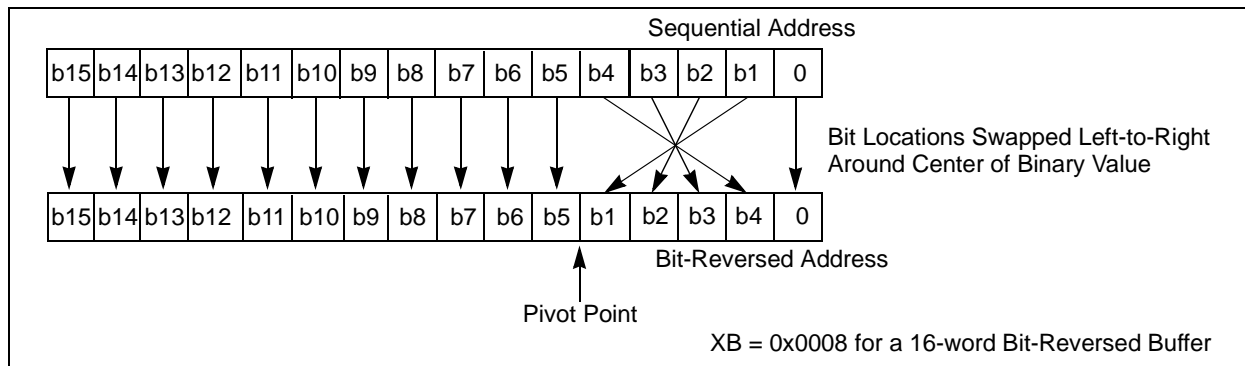 Sequential Address
b15 b14 b13 b12 b11 b10 b9 b8 b7 b6 b5 b4 b3 b2 b1 0
Bit Locations Swapped Left-to-Right
Around Center of Binary Value
b15 b14 b13 b12 b11 b10 b9 b8 b7 b6 b5 b1 b2 b3 b4 0
Bit-Reversed Address
Pivot Point
XB = 0x0008 for a 16-word Bit-Reversed Buffer